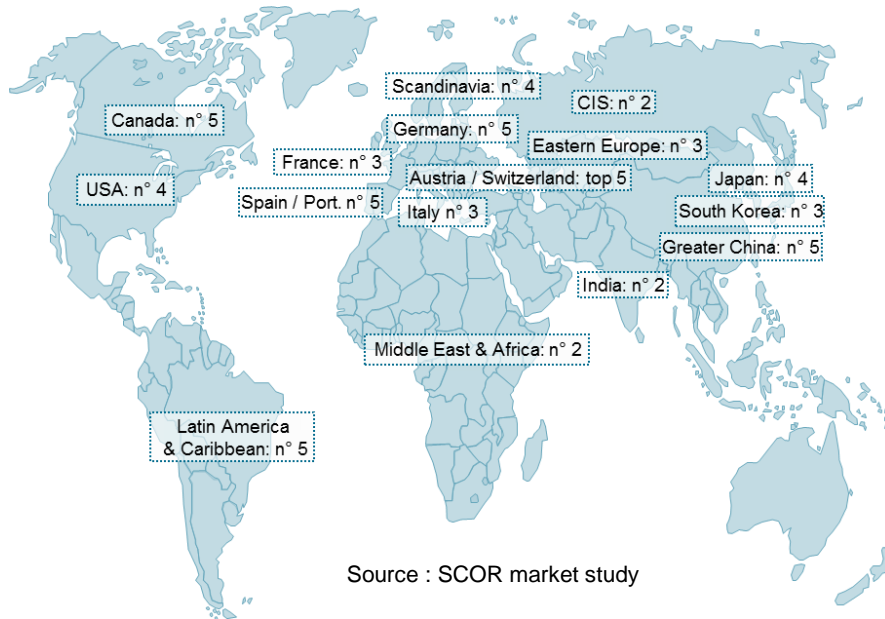 Scandinavia: n° 4
CIS: n° 2
Canada: n° 5
Germany: n° 5
Eastern Europe: n° 3
France: n° 3
USA: n° 4
Austria / Switzerland: top 5
Japan: n° 4
Spain / Port. n° 5
Italy n° 3
South Korea: n° 3
Greater China: n° 5
India: n° 2
Middle East & Africa: n° 2
Latin America
& Caribbean: n° 5
Source : SCOR market study